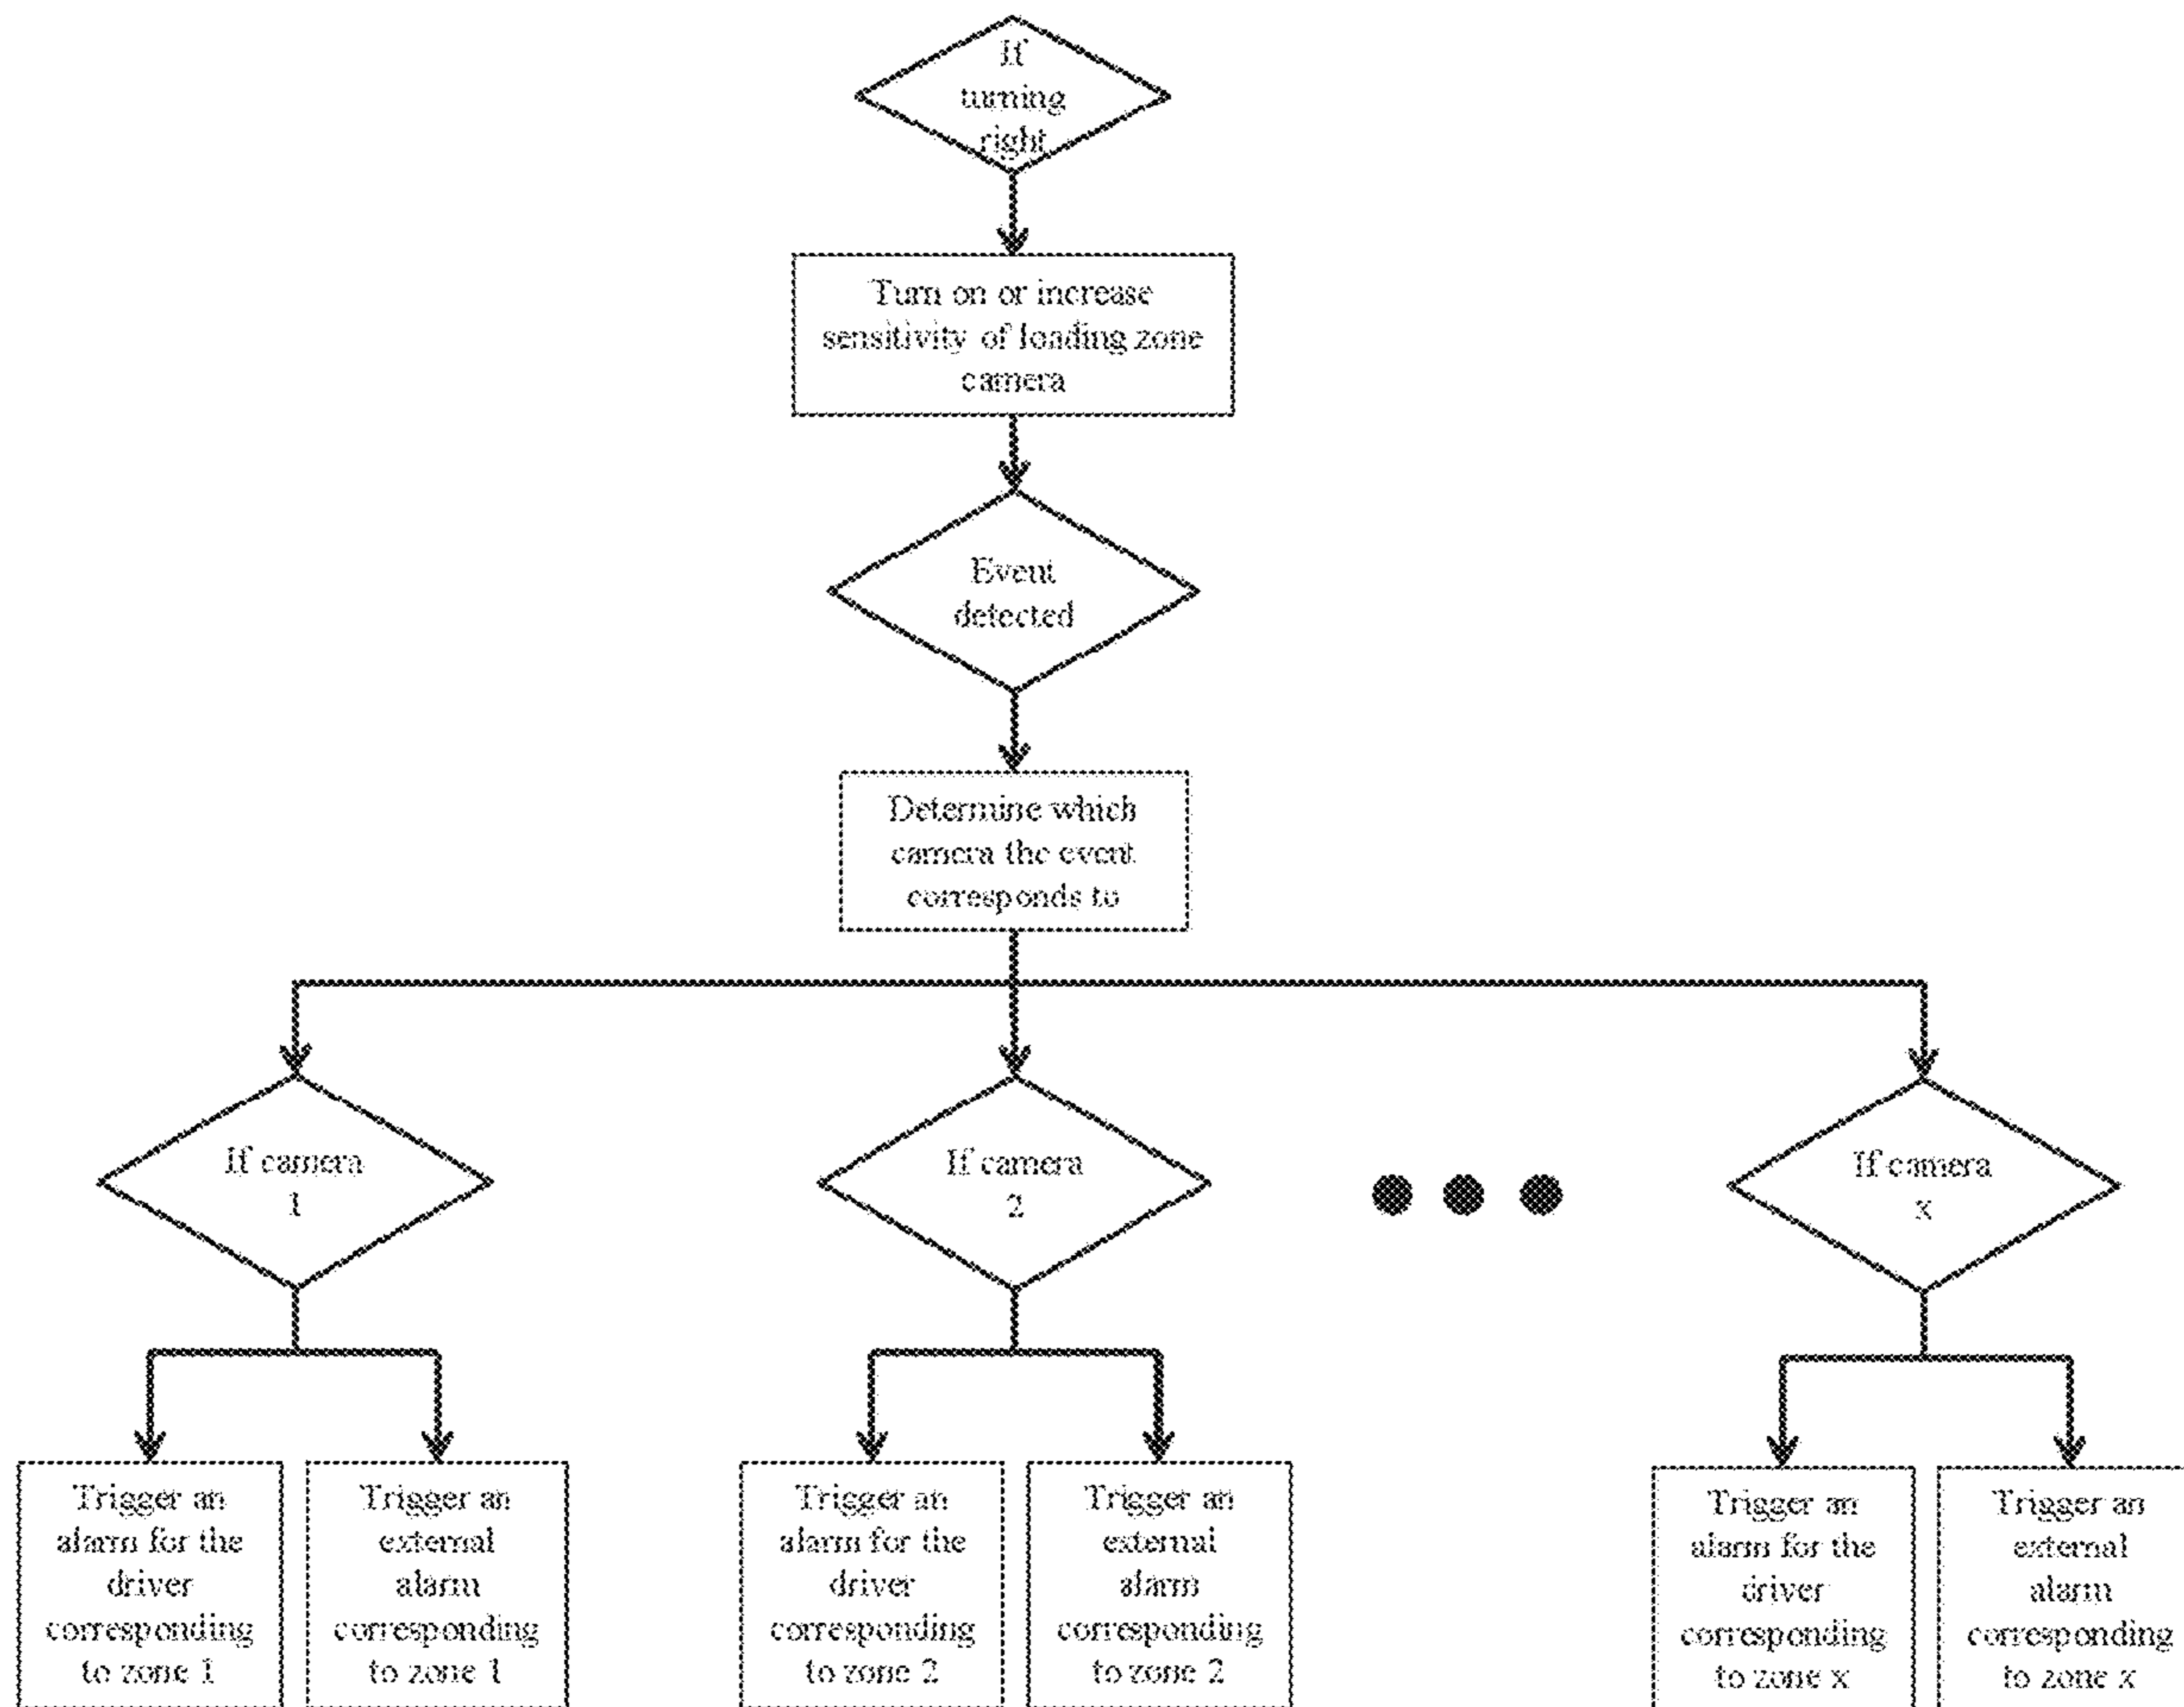 If
turning
right
Turn on or increase
sensitivity of loading zone
camera
Event
detected
Determine which
camera the event
corresponds to
If camera
1
If camera
2
If camera
x
Trigger an
alarm for the
driver
corresponding
to zone 1
Trigger an
external
alarm
corresponding
to zone 1
Trigger an
alarm for the
driver
corresponding
to zone 2
Trigger an
external
alarm
corresponding
to zone 2
Trigger an
alarm for the
driver
corresponding
to zone x
Trigger an
external
alarm
corresponding
to zone x